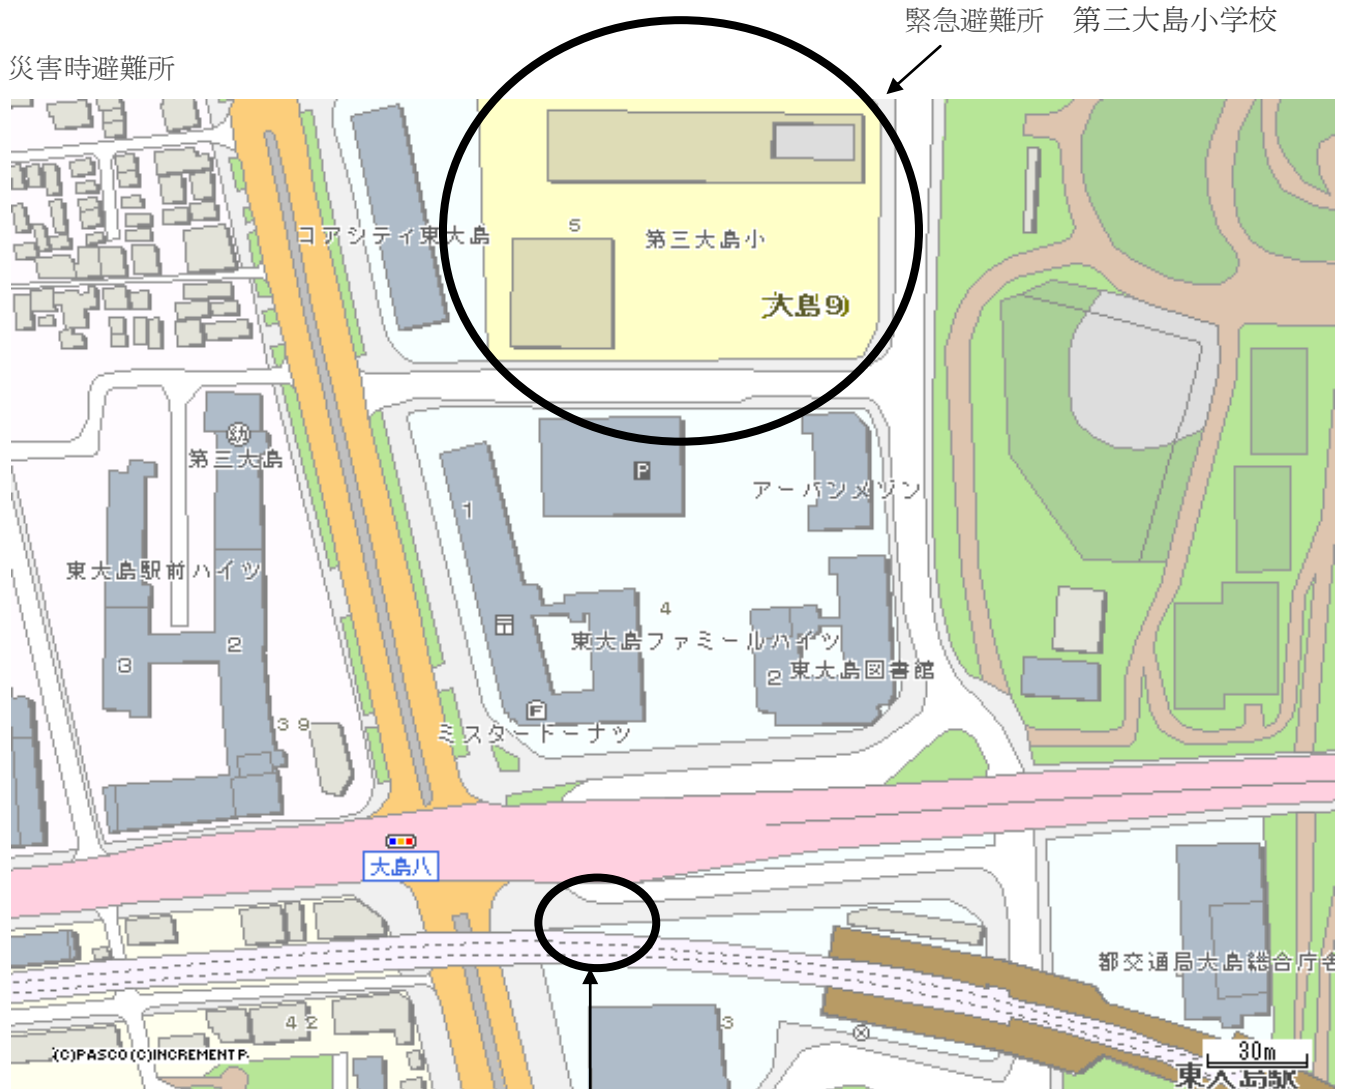 緊急避難所 第三大島小学校
災害時避難所
コアシティ東大島
5
第三大島小
大島9)
幼
第三大島
P
アーバンメゾン
1
東大島駅前ハイツ
4
東大島ファミールハイツ
2
3
2
東大島図書館
F
39
ミスタードーナツ
大島八
都交通局大島総合庁舎
42
3
(C)PASCO (C)INCREMENT P.
30m
東大島駅